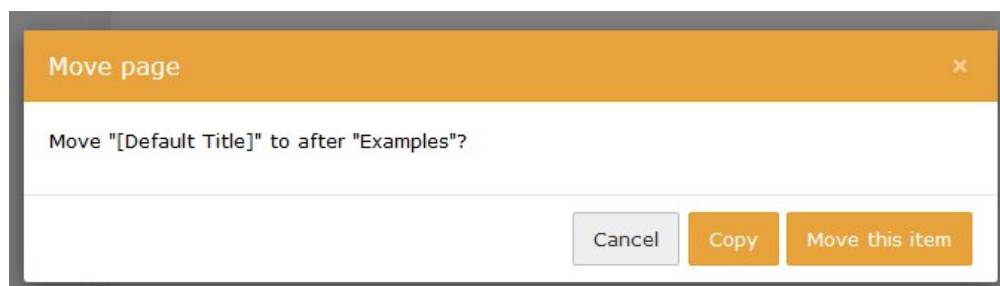 Move page
×
Move "[Default Title]" to after "Examples"?
Cancel Copy Move this item